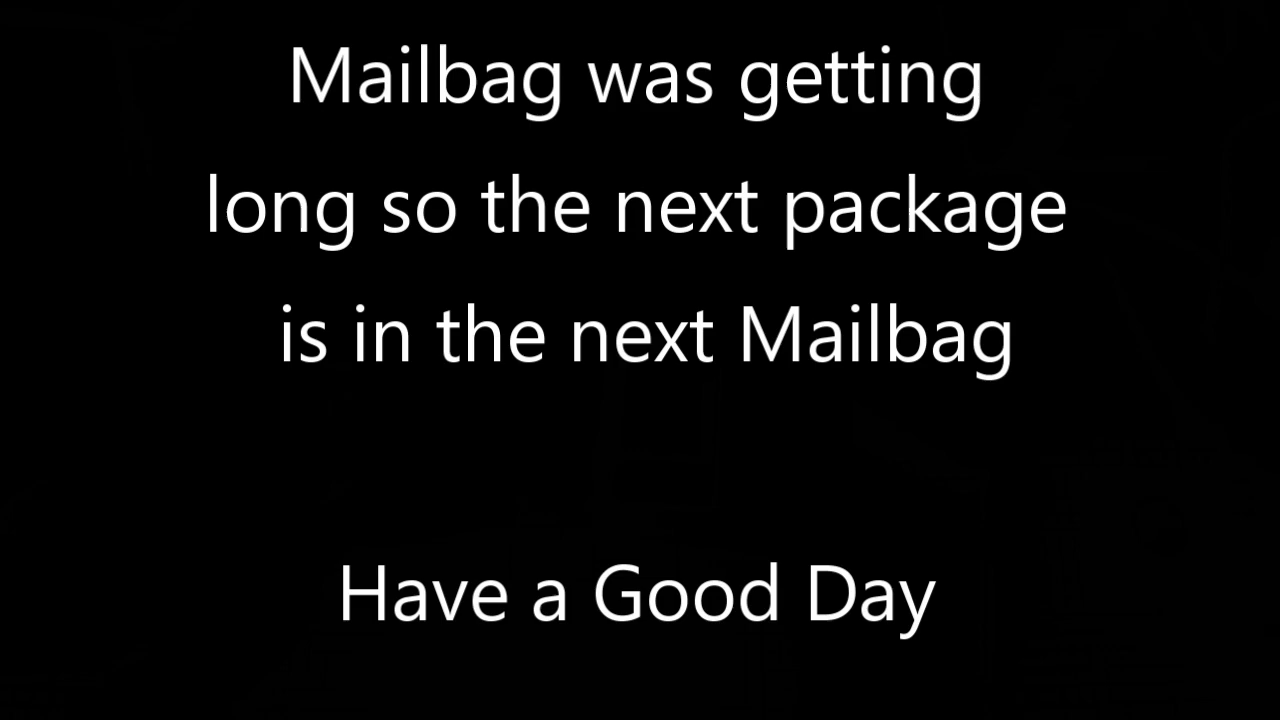 Mailbag was getting
long so the next package
is in the next Mailbag
Have a Good Day